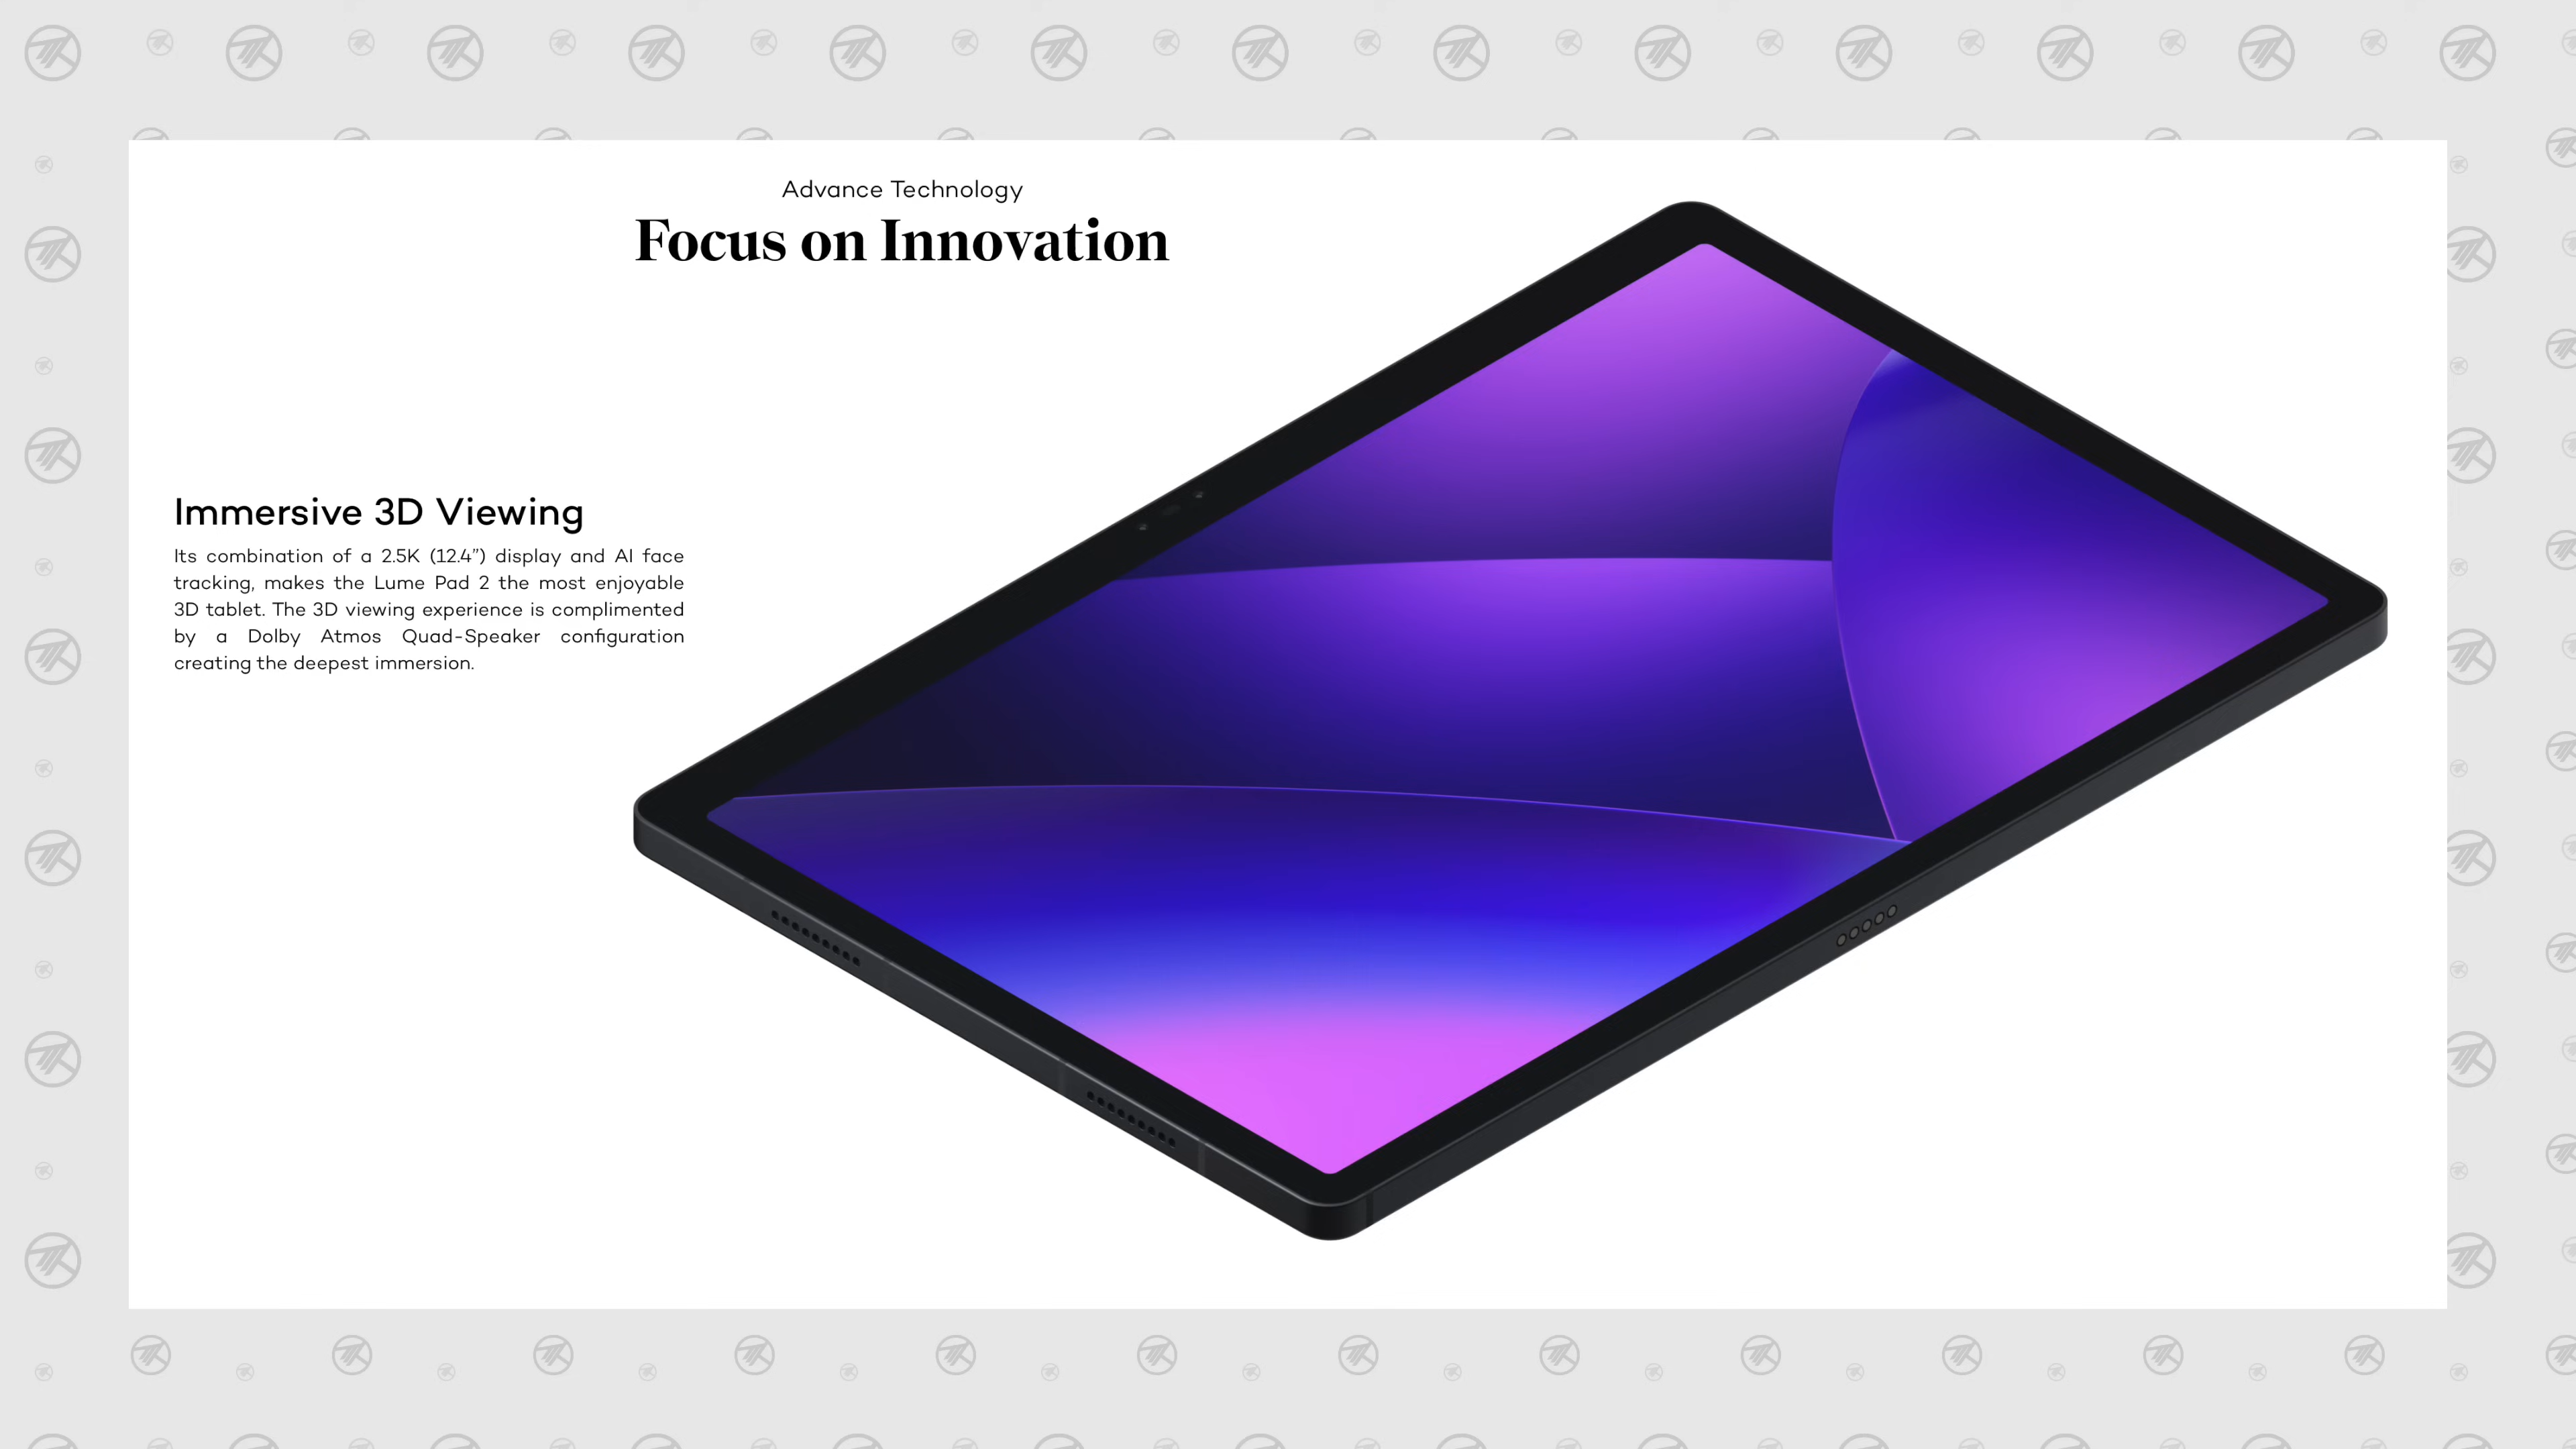 Advance Technology
Focus on Innovation
Immersive 3D Viewing
Its combination of a 2.5K (12.4”) display and AI face
tracking, makes the Lume Pad 2 the most enjoyable
3D tablet. The 3D viewing experience is complimented
by a Dolby Atmos Quad-Speaker configuration
creating the deepest immersion.